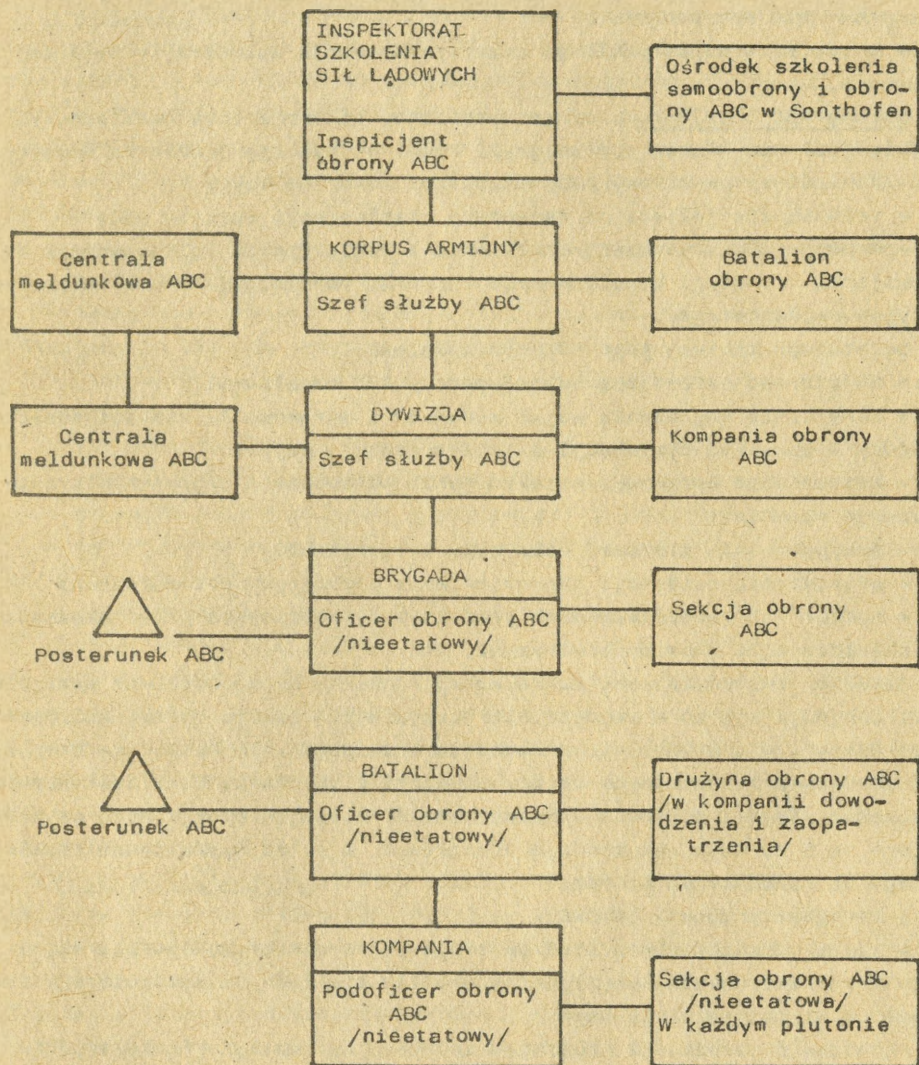 INSPEKTORAT
SZKOLENIA
SIŁ LĄDOWYCH
Inspicjent
obrony ABC
Ośrodek szkolenia
samoobrony i obro-
ny ABC w Sonthofen
Centrala
meldunkowa ABC
KORPUS ARMIJNY
Szef służby ABC
Batalion
obrony ABC
Centrala
meldunkowa ABC
DYWIZJA
Szef służby ABC
Kompania obrony
ABC
Posterunek ABC
BRYGADA
Oficer obrony ABC
/nieetatowy/
Sekcja obrony
ABC
Posterunek ABC
BATALION
Oficer obrony ABC
/nieetatowy/
Drużyna obrony ABC
/w kompanii dowo-
dzenia i zaopa-
trzenia/
KOMPANIA
Podoficer obrony
ABC
/nieetatowy/
Sekcja obrony ABC
/nieetatowa/
W każdym plutonie